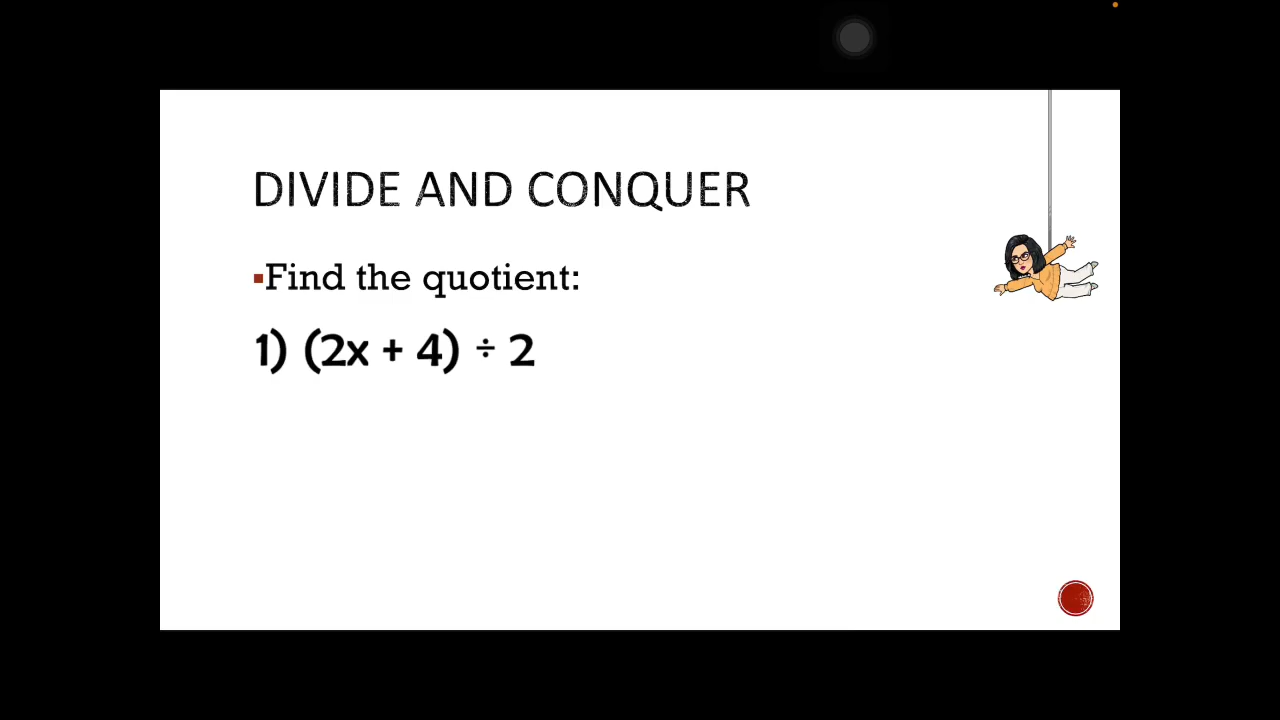 DIVIDE AND CONQUER
▪Find the quotient:
1) (2x + 4) ÷ 2